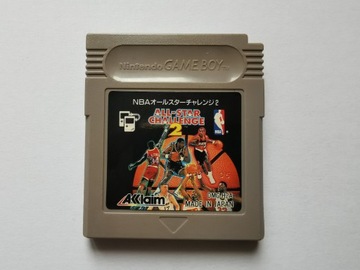 Nintendo GAME BOY
NBAオールスターチャレンジ2
ALL-STAR
CHALLENGE
2
NBA
AKklaim
MADE IN JAPAN